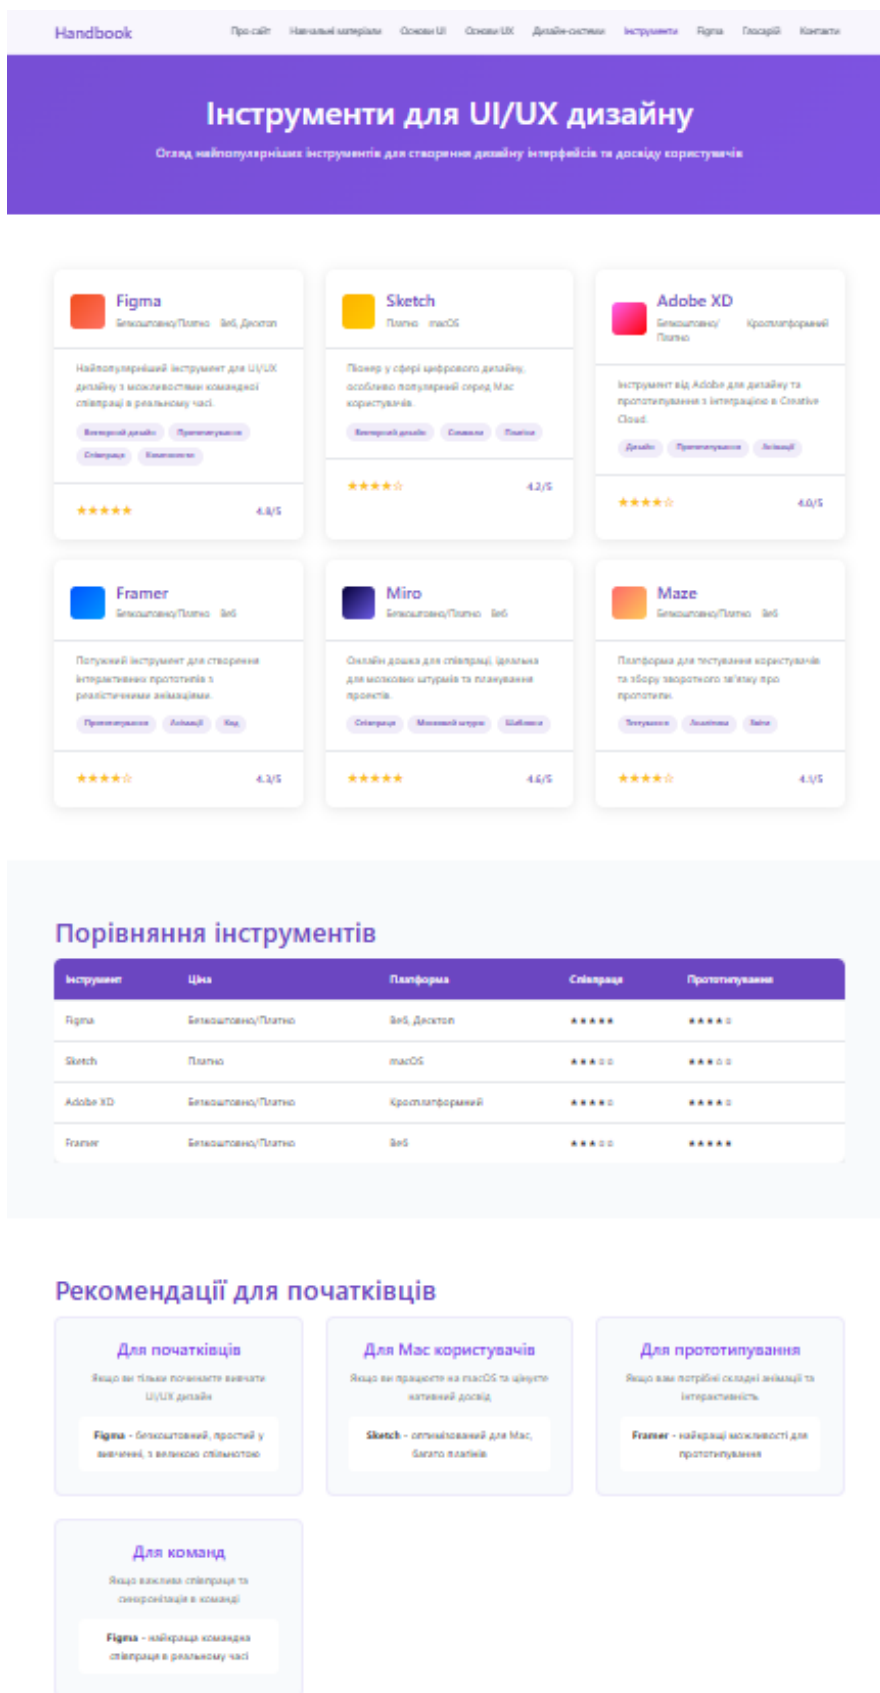 Handbook
Про сайт Навчальні матеріали Основи UI Основи UX Дизайн-системи Інструменти Figma Глосарій Контакти
Інструменти для UI/UX дизайну
Огляд найпопулярніших інструментів для створення дизайну інтерфейсів та досвіду користувачів
Figma
Безкоштовно/Платно Веб, Десктоп
Найпопулярніший інструмент для UI/UX
дизайну з можливостями командної
співпраці в реальному часі.
Векторний дизайн Прототипування
Співпраця Компоненти
★★★★★ 4.8/5
Sketch
Платно macOS
Піонер у сфері цифрового дизайну,
особливо популярний серед Mac
користувачів.
Векторний дизайн Символи Плагіни
★★★★☆ 4.2/5
Adobe XD
Безкоштовно/ Кросплатформний
Платно
Інструмент від Adobe для дизайну та
прототипування з інтеграцією в Creative
Cloud.
Дизайн Прототипування Анімації
★★★★☆ 4.0/5
Framer
Безкоштовно/Платно Веб
Потужний інструмент для створення
інтерактивних прототипів з
реалістичними анімаціями.
Прототипування Анімації Код
★★★★☆ 4.3/5
Miro
Безкоштовно/Платно Веб
Онлайн дошка для співпраці, ідеальна
для мозкових штурмів та планування
проектів.
Співпраця Мозковий штурм Шаблони
★★★★★ 4.6/5
Maze
Безкоштовно/Платно Веб
Платформа для тестування користувачів
та збору зворотного зв'язку про
прототипи.
Тестування Аналітика Звіти
★★★★☆ 4.1/5
Порівняння інструментів
Інструмент Ціна Платформа Співпраця Прототипування
Figma Безкоштовно/Платно Веб, Десктоп ★★★★★ ★★★★☆
Sketch Платно macOS ★★★☆☆ ★★★☆☆
Adobe XD Безкоштовно/Платно Кросплатформний ★★★★☆ ★★★★☆
Framer Безкоштовно/Платно Веб ★★★☆☆ ★★★★★
Рекомендації для початківців
Для початківців
Якщо ви тільки починаєте вивчати
UI/UX дизайн
Figma - безкоштовний, простий у
вивченні, з великою спільнотою
Для Mac користувачів
Якщо ви працюєте на macOS та цінуєте
нативний досвід
Sketch - оптимізований для Mac,
багато плагінів
Для прототипування
Якщо вам потрібні складні анімації та
інтерактивність
Framer - найкращі можливості для
прототипування
Для команд
Якщо важлива співпраця та
синхронізація в команді
Figma - найкраща командна
співпраця в реальному часі